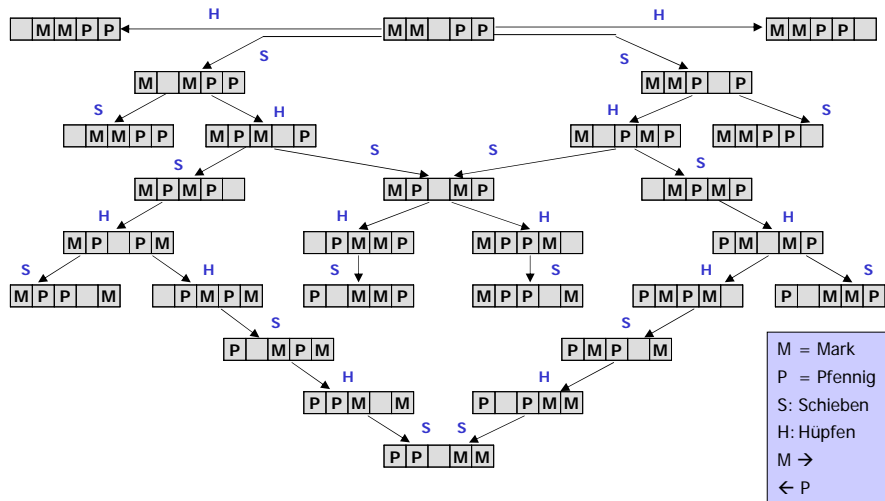 H H
M M P P M M P P M M P P
S S
M M P P M M P P
S H H S
M M P P M P M P M P M P M M P P
S S S S
M P M P M P M P M P M P
H H H H
M P P M P M M P M P P M P M M P
S H S S H S
M P P M P M P M P M M P M P P M P M P M P M M P
S S
P M P M P M P M
H H
P P M M P P M M
S S
P P M M
M = Mark
P = Pfennig
S: Schieben
H: Hüpfen
M →
← P